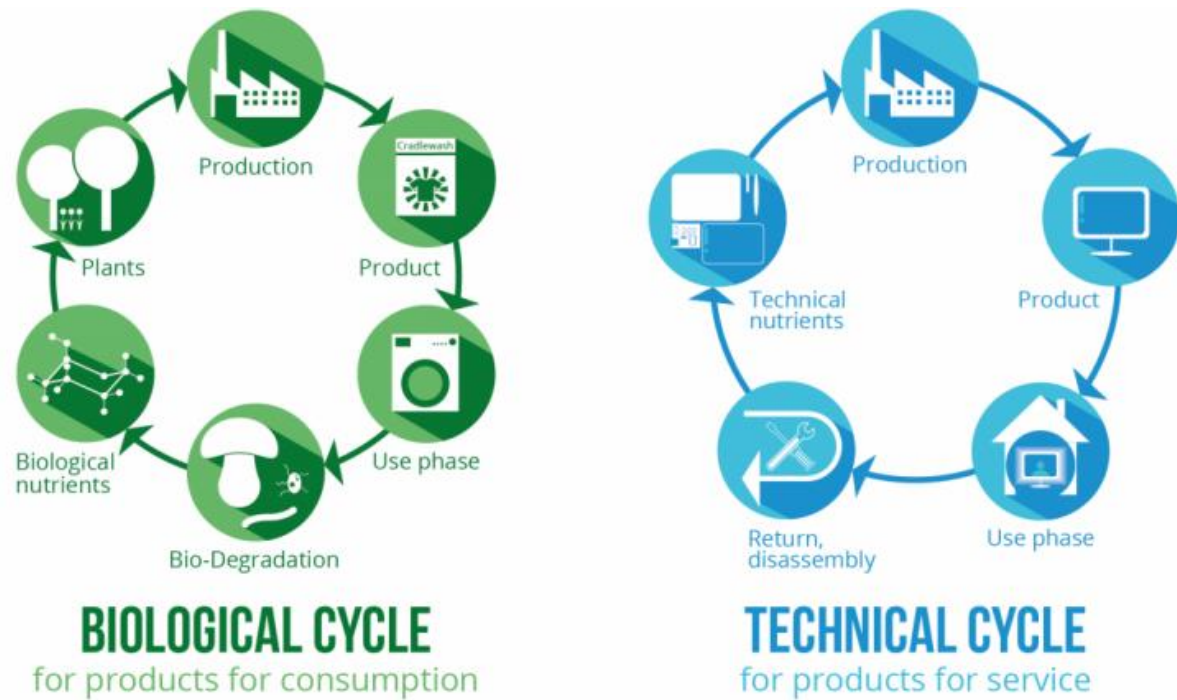 Production
Cradlewash
Product
Use phase
Bio-Degradation
Biological
nutrients
Plants
BIOLOGICAL CYCLE
for products for consumption
Production
Product
Use phase
Return,
disassembly
Technical
nutrients
TECHNICAL CYCLE
for products for service